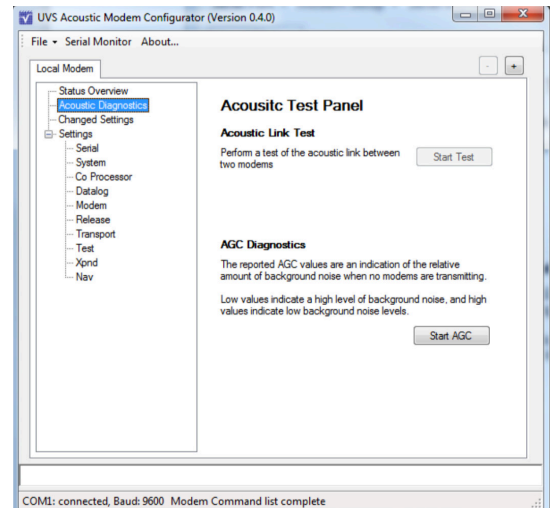 UVS Acoustic Modem Configurator (Version 0.4.0)
File Serial Monitor About...
Local Modem
- +
Status Overview
Acoustic Diagnostics
Changed Settings
Settings
Serial
System
Co Processor
Datalog
Modem
Release
Transport
Test
Xpnd
Nav
Acousitc Test Panel
Acoustic Link Test
Perform a test of the acoustic link between
two modems
Start Test
AGC Diagnostics
The reported AGC values are an indication of the relative
amount of background noise when no modems are transmitting.
Low values indicate a high level of background noise, and high
values indicate low background noise levels.
Start AGC
COM1: connected, Baud: 9600 Modem Command list complete